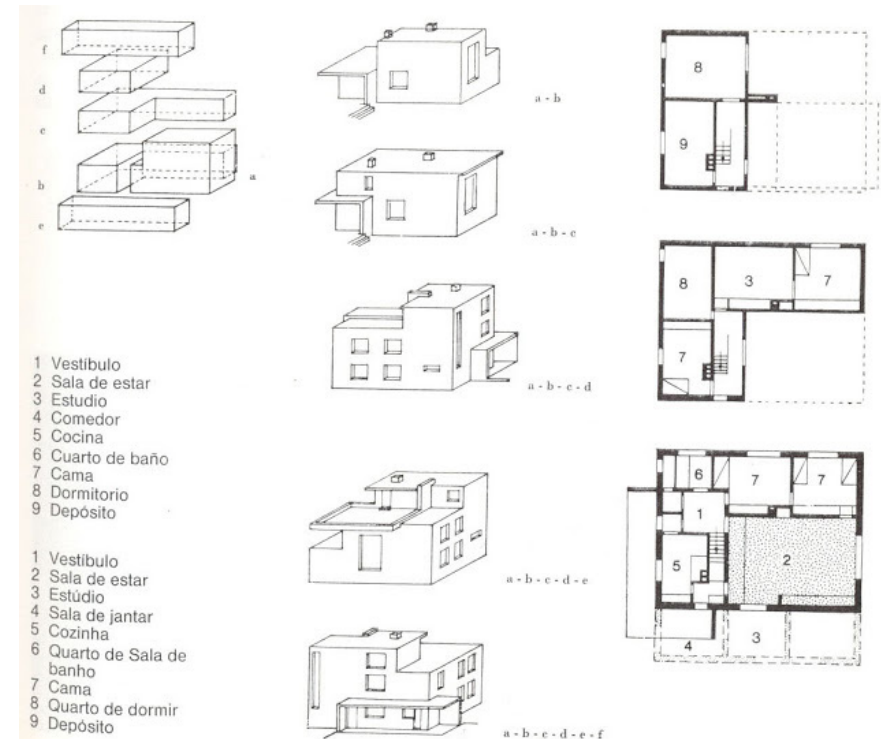 f
d
c
b
a
e
a - b
a - b - c
a - b - c - d
a - b - c - d - e
a - b - c - d - e - f
1 Vestíbulo
2 Sala de estar
3 Estudio
4 Comedor
5 Cocina
6 Cuarto de baño
7 Cama
8 Dormitorio
9 Depósito
1 Vestíbulo
2 Sala de estar
3 Estúdio
4 Sala de jantar
5 Cozinha
6 Quarto de Sala de
banho
7 Cama
8 Quarto de dormir
9 Depósito
8
9
8
3
7
7
6
7
7
1
5
2
4
3